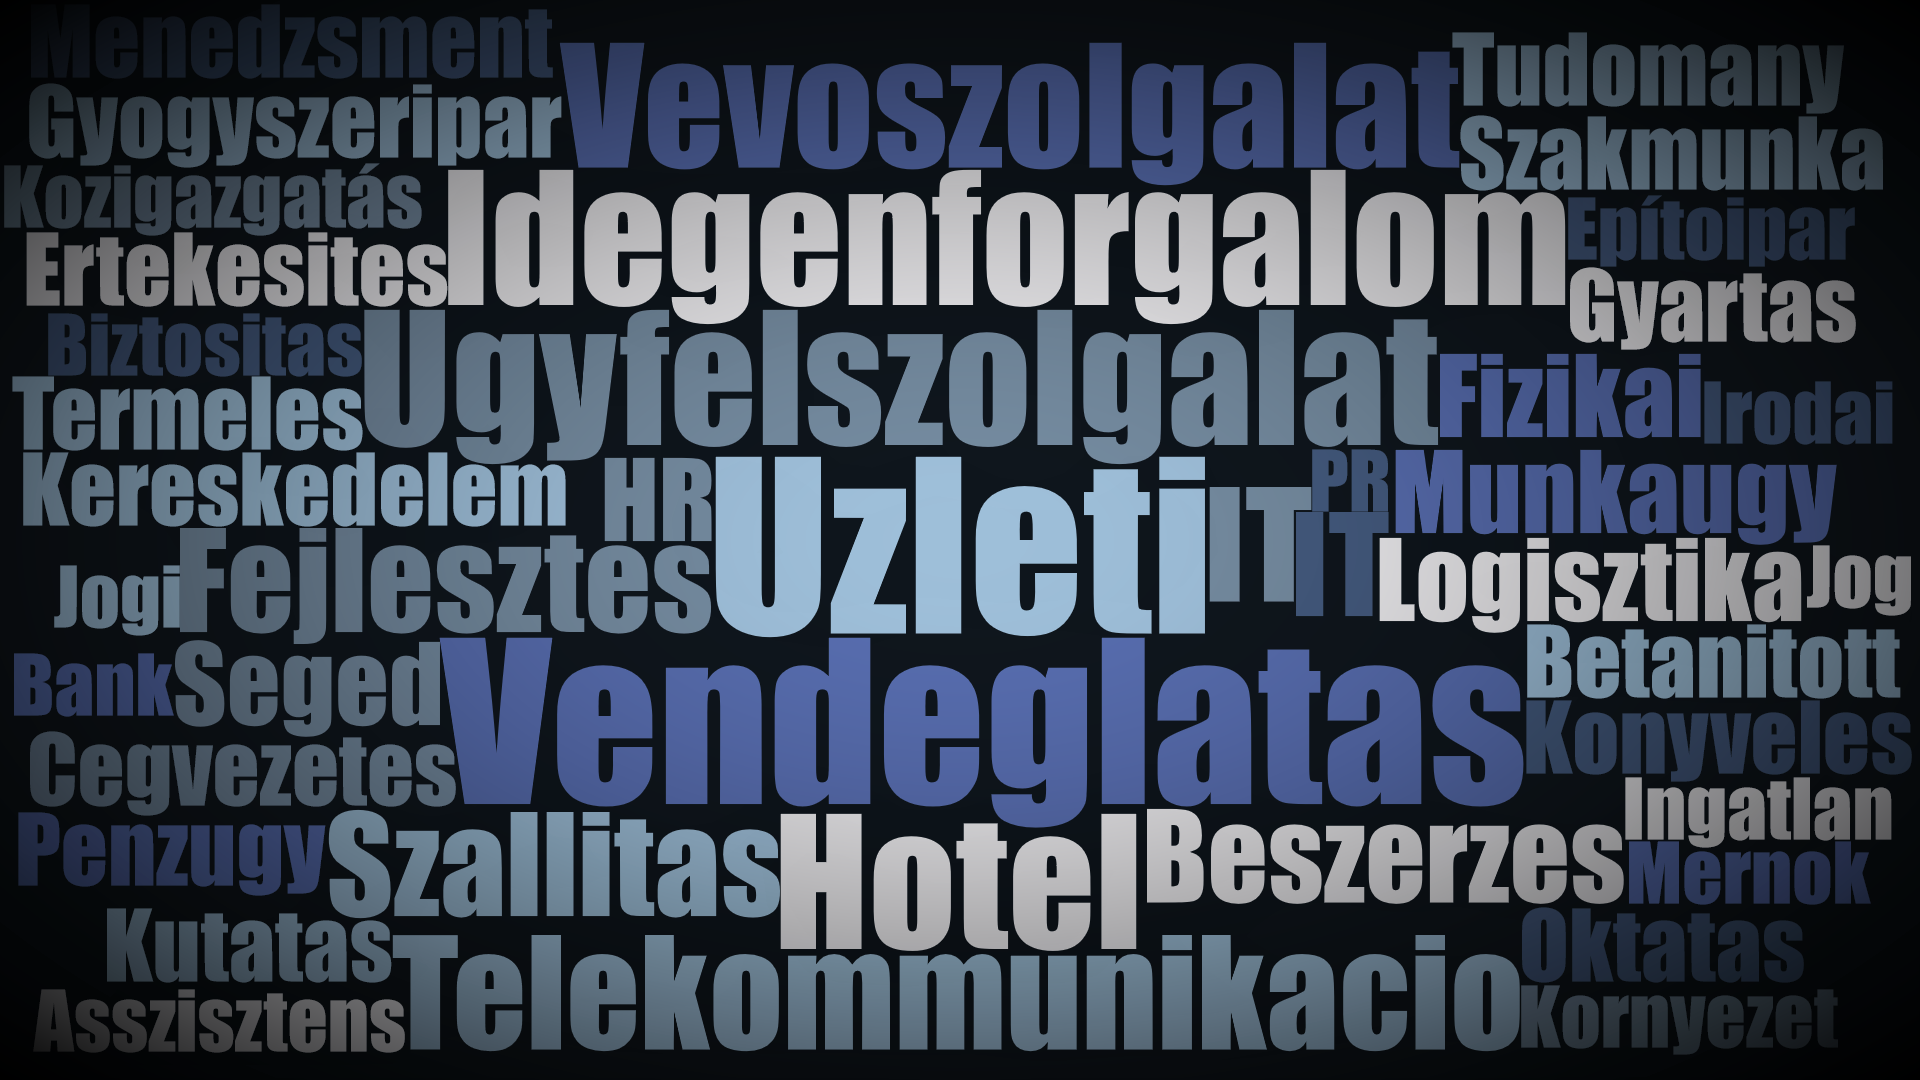 Menedzsment
Vevoszolgalat
Tudomany
Gyogyszeripar
Szakmunka
Kozigazgatás
Idegenforgalom
Epítoipar
Ertekesites
Gyartas
Biztositas
Ugyfelszolgalat
Fizikai
Irodai
Termeles
Kereskedelem
HR
Uzleti
IT
PR
Munkaugy
IT
Fejlesztes
Logisztika
Jog
Jogi
Betanitott
Bank
Seged
Vendeglatas
Konyveles
Cegvezetes
Ingatlan
Penzugy
Szallitas
Hotel
Beszerzes
Mernok
Kutatas
Oktatas
Telekommunikacio
Asszisztens
Kornyezet